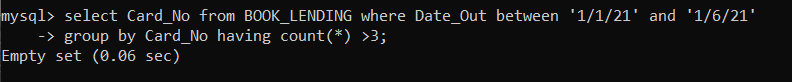 mysql> select Card_No from BOOK_LENDING where Date_Out between '1/1/21' and '1/6/21'
    -> group by Card_No having count(*) >3;
Empty set (0.06 sec)